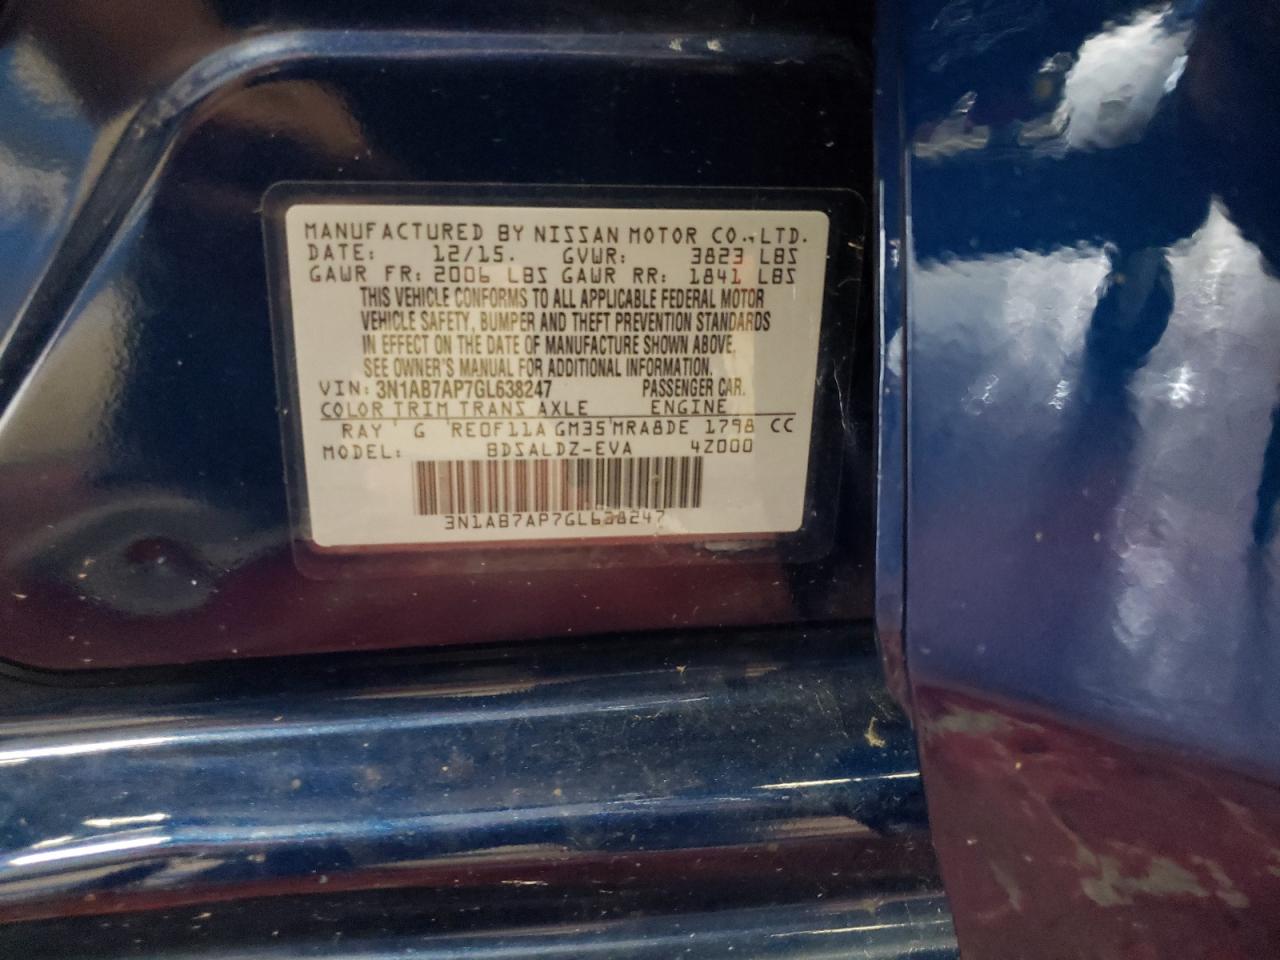 MANUFACTURED BY NISSAN MOTOR CO.,LTD.
DATE: 12/15. GVWR: 3823 LBS
GAWR FR: 2006 LBS GAWR RR: 1841 LBS
THIS VEHICLE CONFORMS TO ALL APPLICABLE FEDERAL MOTOR
VEHICLE SAFETY, BUMPER AND THEFT PREVENTION STANDARDS
IN EFFECT ON THE DATE OF MANUFACTURE SHOWN ABOVE.
SEE OWNER'S MANUAL FOR ADDITIONAL INFORMATION.
VIN: 3N1AB7AP7GL638247 PASSENGER CAR.
COLOR TRIM TRANS AXLE ENGINE
RAY ' G 'RE0F11A GM35'MRA8DE 1798 CC
MODEL: BDSALDZ-EVA 4Z000
3N1AB7AP7GL638247